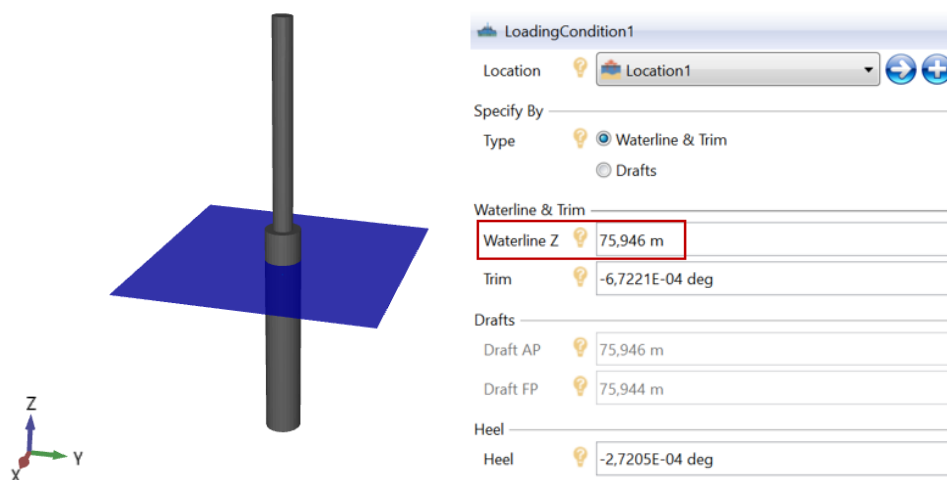 LoadingCondition1
Location Location1
Specify By
Type Waterline & Trim
Drafts
Waterline & Trim
Waterline Z 75,946 m
Trim -6,7221E-04 deg
Drafts
Draft AP 75,946 m
Draft FP 75,944 m
Heel
Heel -2,7205E-04 deg
Z
Y
X